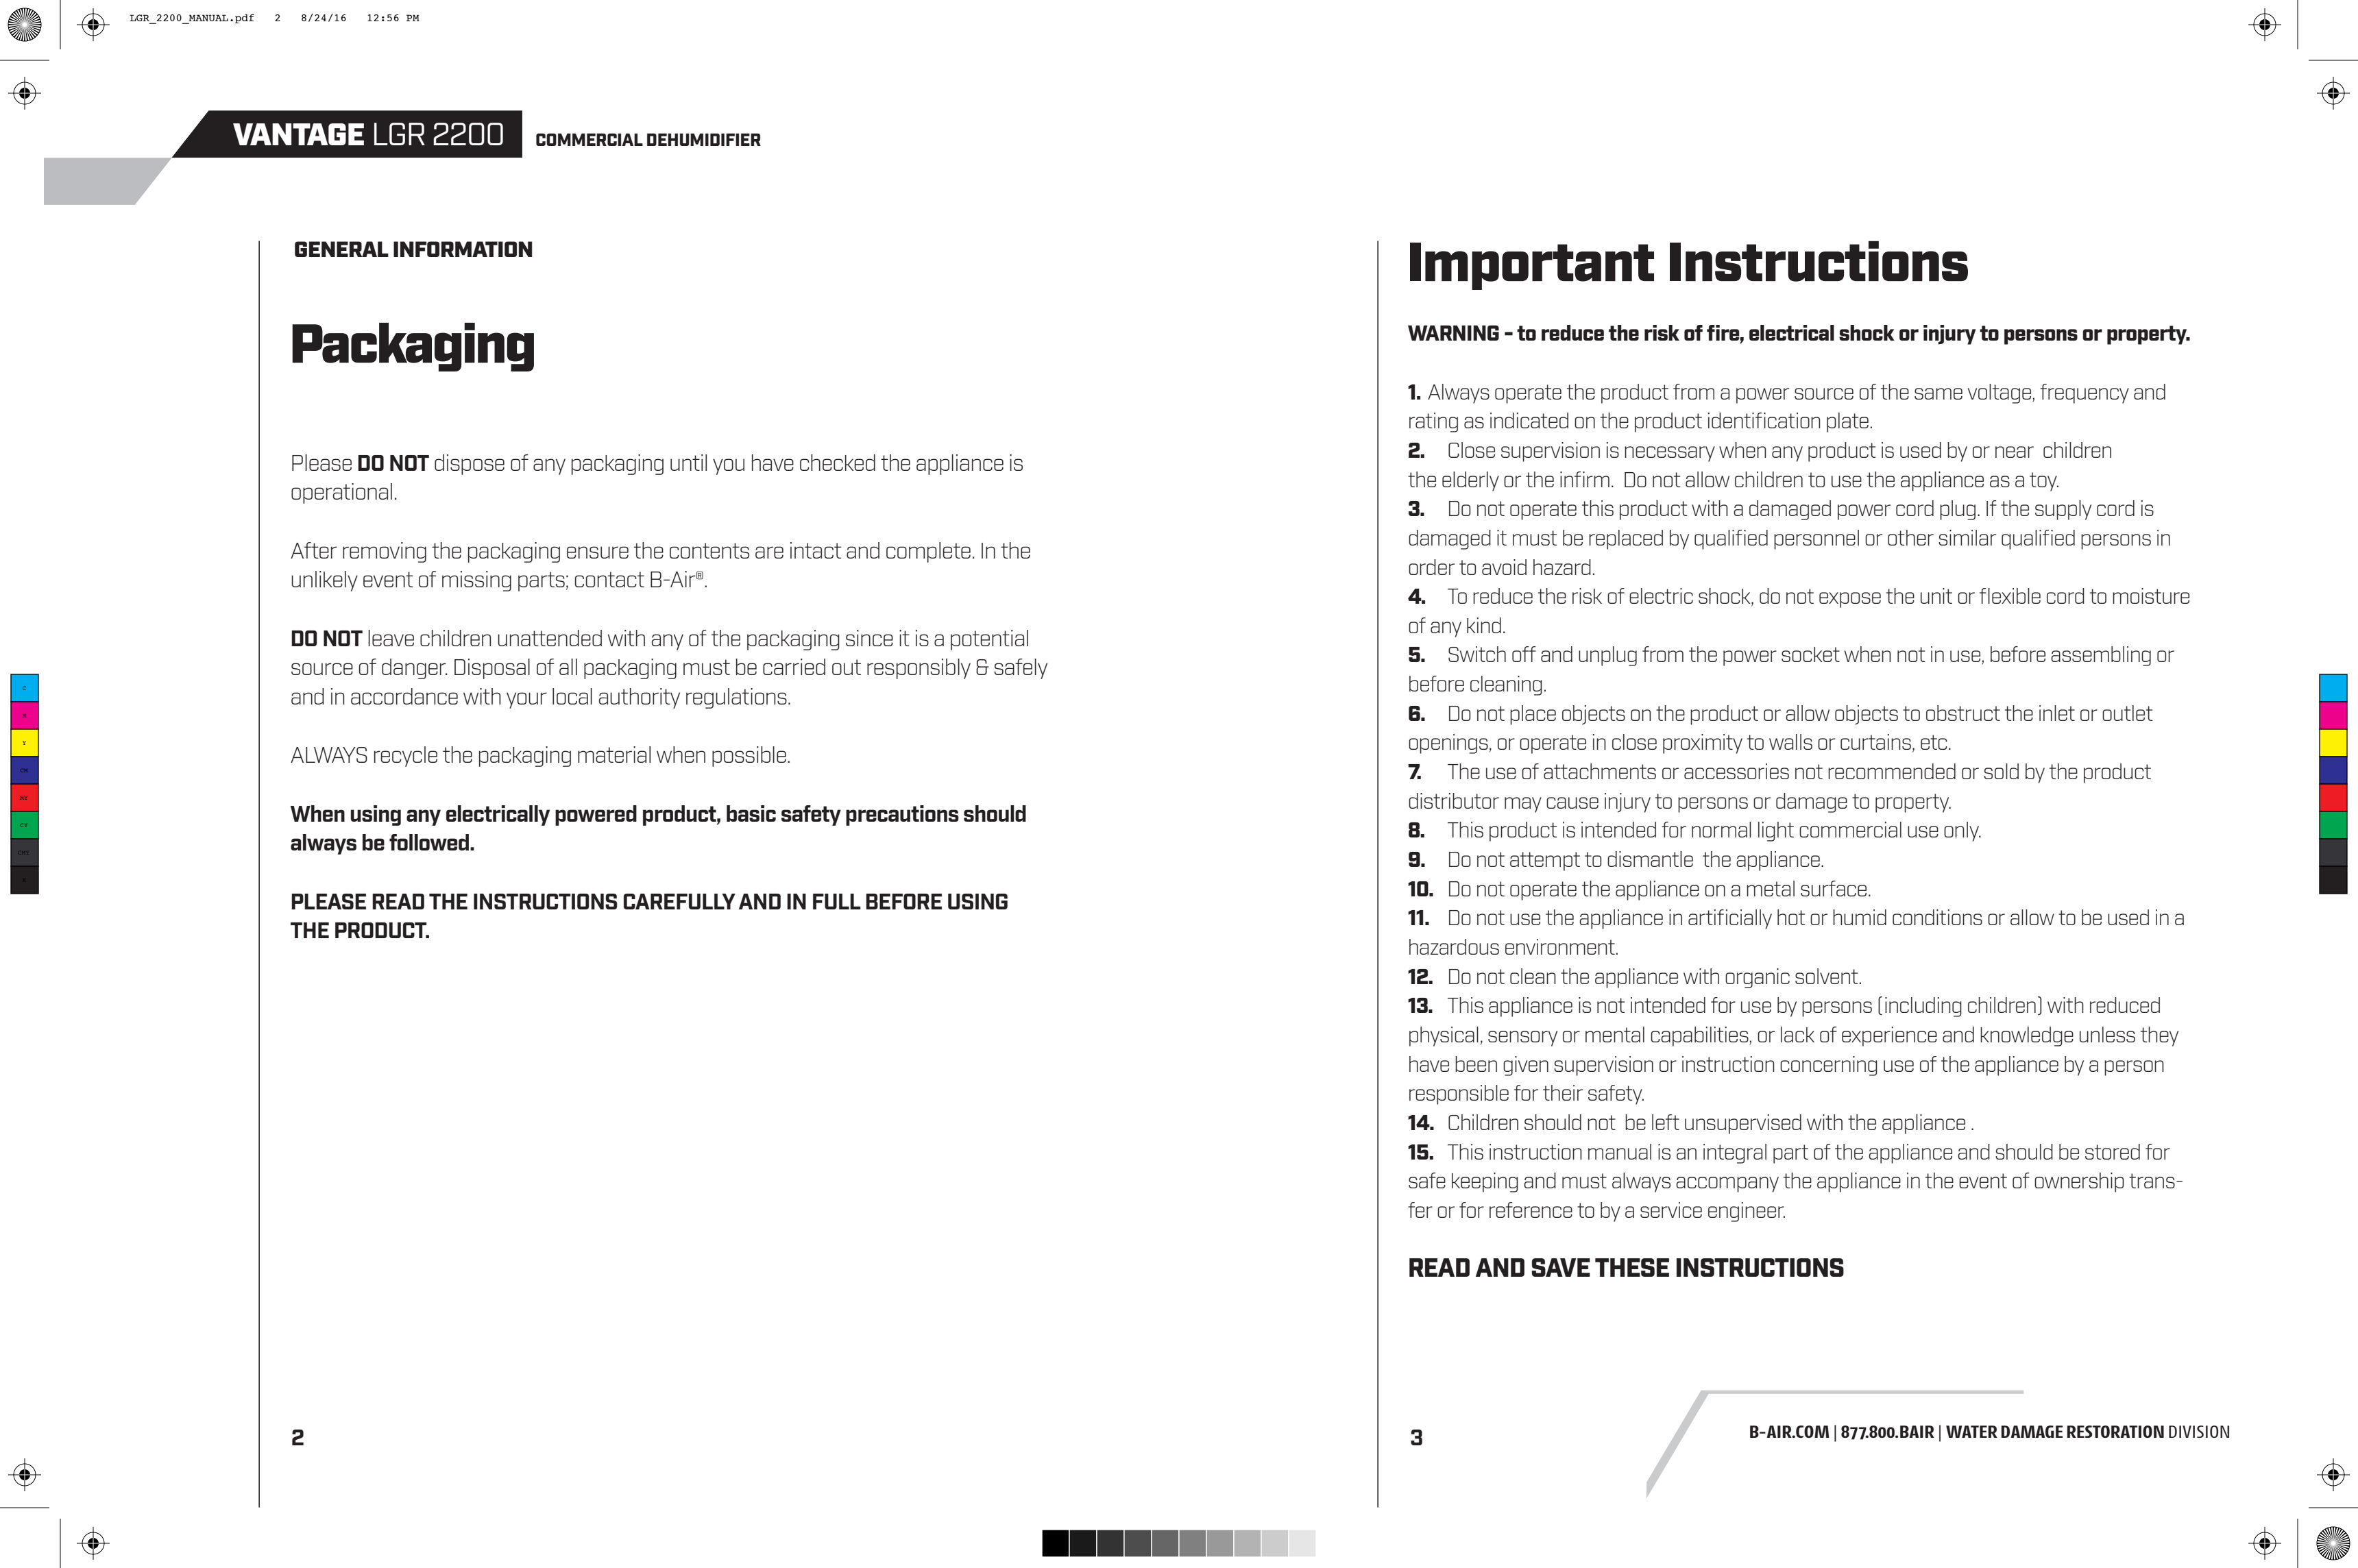 LGR_2200_MANUAL.pdf 2 8/24/16 12:56 PM
VANTAGE LGR 2200 COMMERCIAL DEHUMIDIFIER
GENERAL INFORMATION
Packaging
Please DO NOT dispose of any packaging until you have checked the appliance is
operational.
After removing the packaging ensure the contents are intact and complete. In the
unlikely event of missing parts; contact B-Air®.
DO NOT leave children unattended with any of the packaging since it is a potential
source of danger. Disposal of all packaging must be carried out responsibly & safely
and in accordance with your local authority regulations.
ALWAYS recycle the packaging material when possible.
When using any electrically powered product, basic safety precautions should
always be followed.
PLEASE READ THE INSTRUCTIONS CAREFULLY AND IN FULL BEFORE USING
THE PRODUCT.
2
Important Instructions
WARNING - to reduce the risk of fire, electrical shock or injury to persons or property.
1. Always operate the product from a power source of the same voltage, frequency and
rating as indicated on the product identification plate.
2. Close supervision is necessary when any product is used by or near children
the elderly or the infirm. Do not allow children to use the appliance as a toy.
3. Do not operate this product with a damaged power cord plug. If the supply cord is
damaged it must be replaced by qualified personnel or other similar qualified persons in
order to avoid hazard.
4. To reduce the risk of electric shock, do not expose the unit or flexible cord to moisture
of any kind.
5. Switch off and unplug from the power socket when not in use, before assembling or
before cleaning.
6. Do not place objects on the product or allow objects to obstruct the inlet or outlet
openings, or operate in close proximity to walls or curtains, etc.
7. The use of attachments or accessories not recommended or sold by the product
distributor may cause injury to persons or damage to property.
8. This product is intended for normal light commercial use only.
9. Do not attempt to dismantle the appliance.
10. Do not operate the appliance on a metal surface.
11. Do not use the appliance in artificially hot or humid conditions or allow to be used in a
hazardous environment.
12. Do not clean the appliance with organic solvent.
13. This appliance is not intended for use by persons (including children) with reduced
physical, sensory or mental capabilities, or lack of experience and knowledge unless they
have been given supervision or instruction concerning use of the appliance by a person
responsible for their safety.
14. Children should not be left unsupervised with the appliance .
15. This instruction manual is an integral part of the appliance and should be stored for
safe keeping and must always accompany the appliance in the event of ownership trans-
fer or for reference to by a service engineer.
READ AND SAVE THESE INSTRUCTIONS
3
B-AIR.COM | 877.800.BAIR | WATER DAMAGE RESTORATION DIVISION
C
M
Y
CM
MY
CY
CMY
K